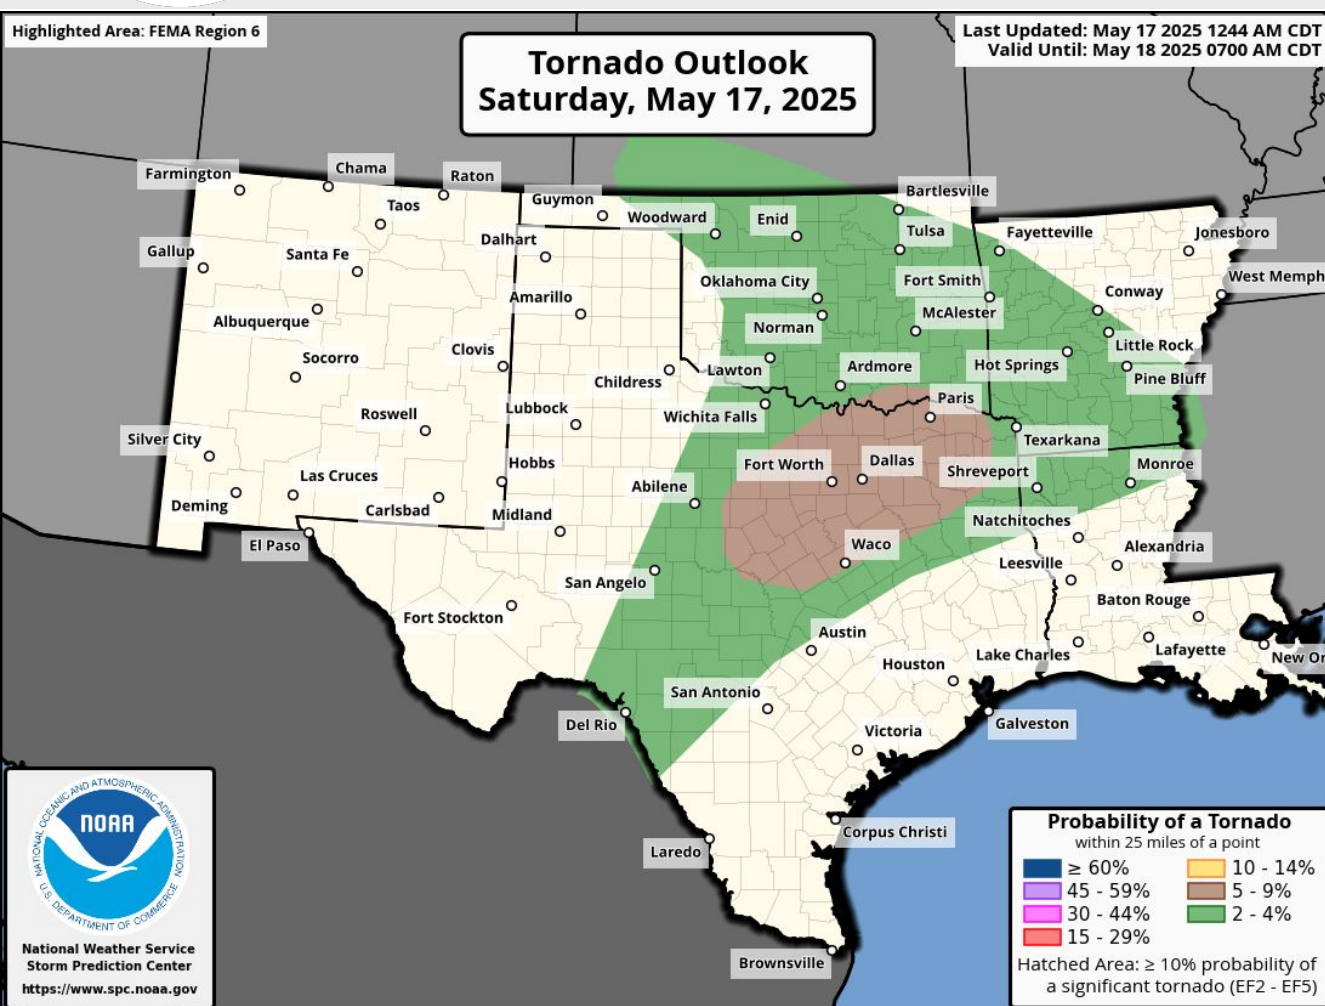 Highlighted Area: FEMA Region 6
Last Updated: May 17 2025 1244 AM CDT
Valid Until: May 18 2025 0700 AM CDT
Tornado Outlook
Saturday, May 17, 2025
Farmington
Chama
Raton
Taos
Guymon
Woodward
Enid
Bartlesville
Tulsa
Fayetteville
Jonesboro
Gallup
Santa Fe
Dalhart
Oklahoma City
Fort Smith
West Memph
Conway
Amarillo
Albuquerque
Norman
McAlester
Little Rock
Socorro
Clovis
Childress
Lawton
Ardmore
Hot Springs
Pine Bluff
Roswell
Lubbock
Wichita Falls
Paris
Texarkana
Silver City
Las Cruces
Hobbs
Fort Worth
Dallas
Shreveport
Monroe
Abilene
Deming
Carlsbad
Midland
Natchitoches
El Paso
Waco
Leesville
Alexandria
San Angelo
Baton Rouge
Fort Stockton
Austin
Houston
Lake Charles
Lafayette
New Or
San Antonio
Del Rio
Galveston
Victoria
Corpus Christi
Laredo
Brownsville
NATIONAL OCEANIC AND ATMOSPHERIC ADMINISTRATION
NOAA
U.S. DEPARTMENT OF COMMERCE
National Weather Service
Storm Prediction Center
https://www.spc.noaa.gov
Probability of a Tornado
within 25 miles of a point
≥ 60%
45 - 59%
30 - 44%
15 - 29%
10 - 14%
5 - 9%
2 - 4%
Hatched Area: ≥ 10% probability of
a significant tornado (EF2 - EF5)